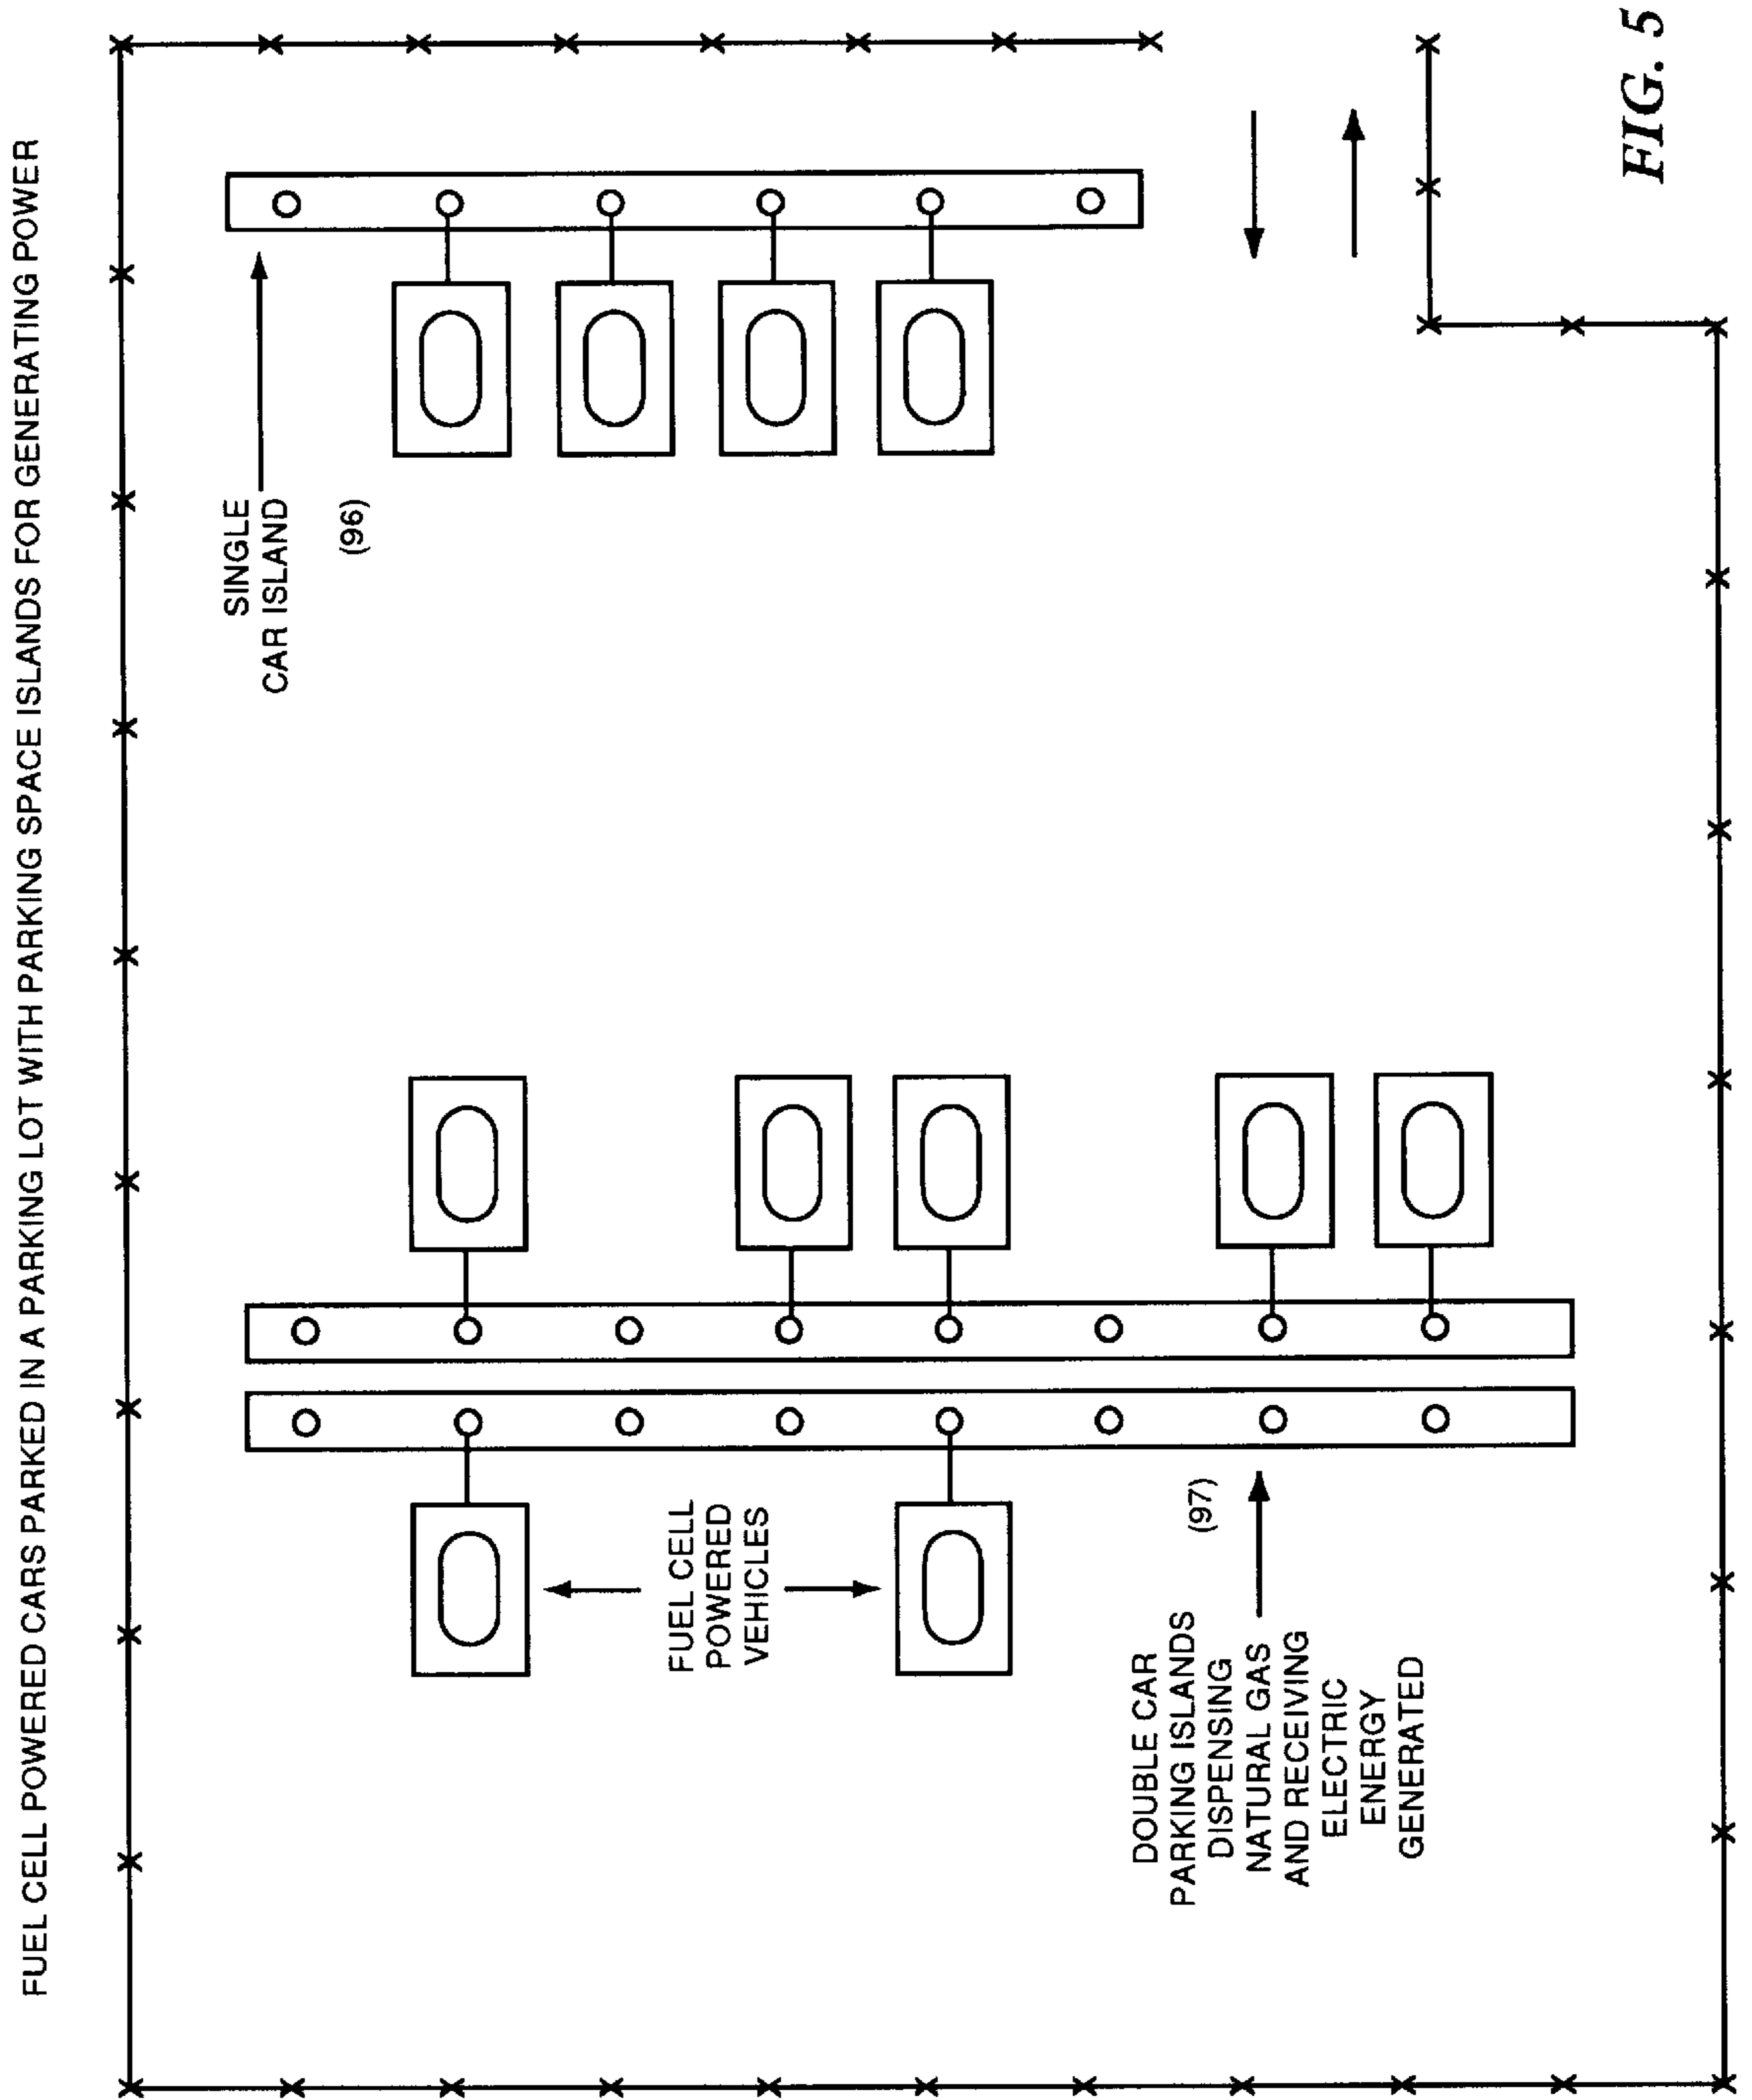 FUEL CELL POWERED CARS PARKED IN A PARKING LOT WITH PARKING SPACE ISLANDS FOR GENERATING POWER
SINGLE
CAR ISLAND
(96)
FUEL CELL
POWERED
VEHICLES
(97)
DOUBLE CAR
PARKING ISLANDS
DISPENSING
NATURAL GAS
AND RECEIVING
ELECTRIC
ENERGY
GENERATED
FIG. 5